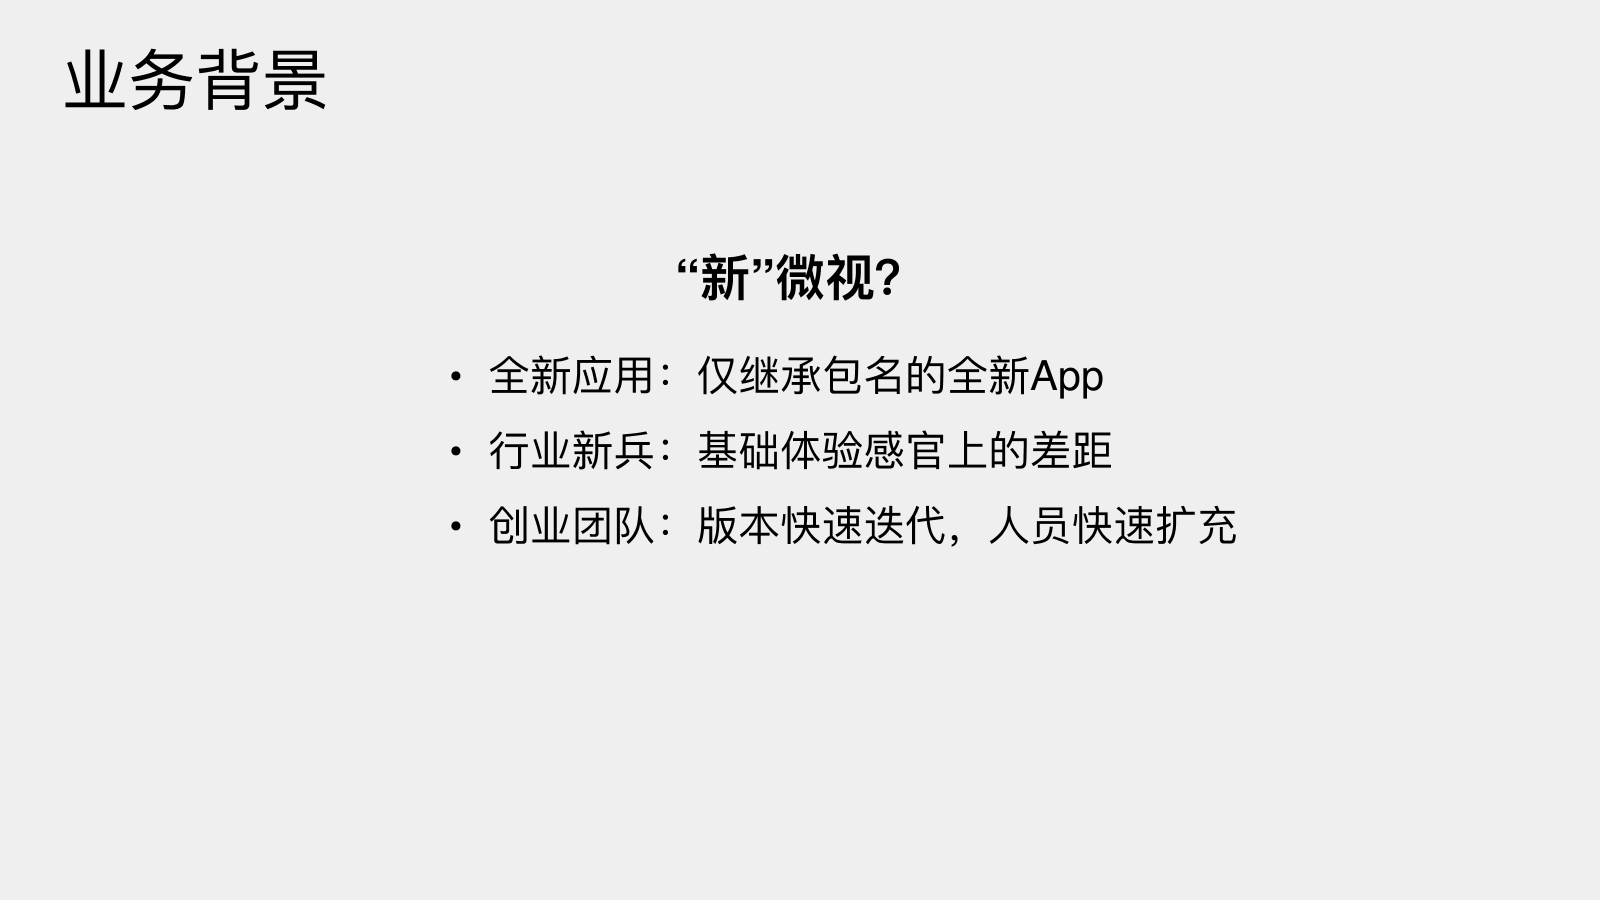 业务背景
“新”微视?
• 全新应用：仅继承包名的全新App
• 行业新兵：基础体验感官上的差距
• 创业团队：版本快速迭代，人员快速扩充